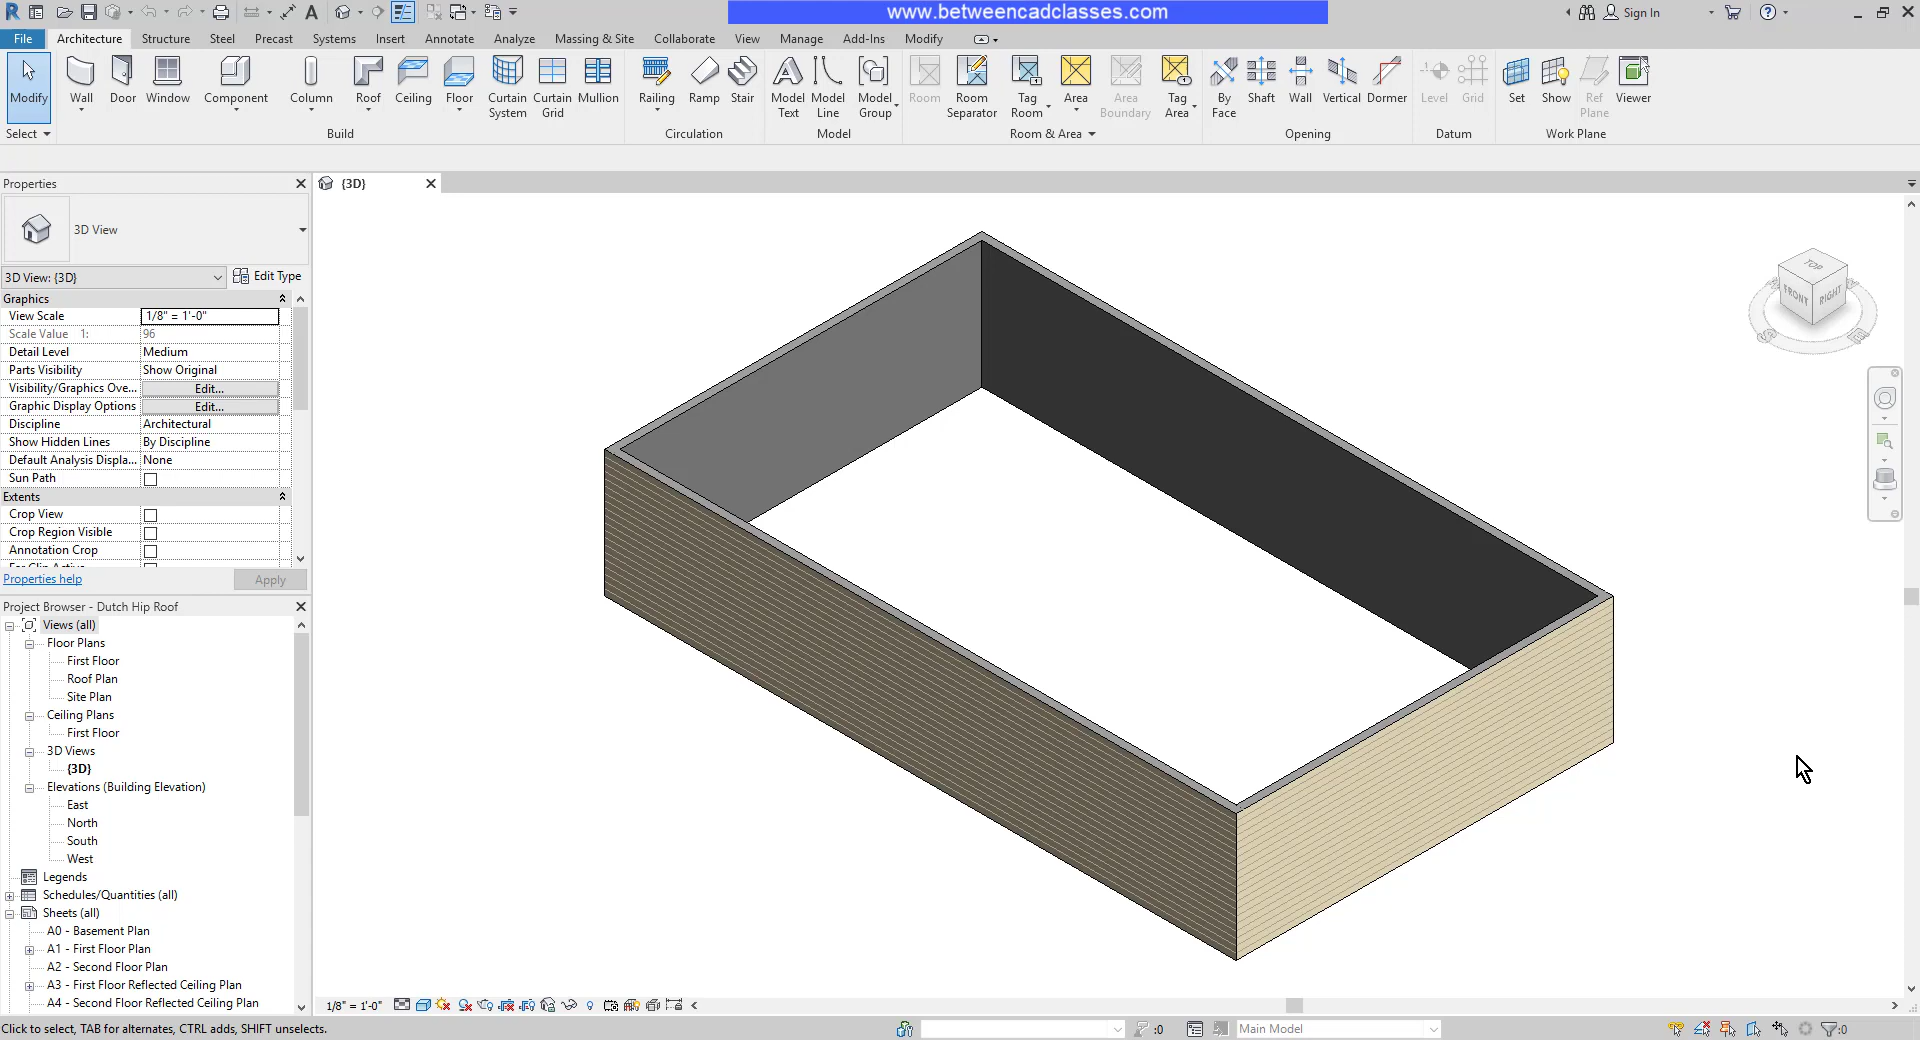 www.betweencadclasses.com
Sign In
File Architecture Structure Steel Precast Systems Insert Annotate Analyze Massing & Site Collaborate View Manage Add-Ins Modify
Modify Wall Door Window Component Column Roof Ceiling Floor Curtain System Curtain Grid Mullion Railing Ramp Stair Model Text Model Line Model Group Room Room Separator Tag Room Area Area Boundary Tag Area By Face Shaft Wall Vertical Dormer Level Grid Set Show Ref Plane Viewer
Select Build Circulation Model Room & Area Opening Datum Work Plane
Properties
{3D}
3D View
3D View: {3D} Edit Type
Graphics
View Scale 1/8" = 1'-0"
Scale Value 1: 96
Detail Level Medium
Parts Visibility Show Original
Visibility/Graphics Ove... Edit...
Graphic Display Options Edit...
Discipline Architectural
Show Hidden Lines By Discipline
Default Analysis Displa... None
Sun Path
Extents
Crop View
Crop Region Visible
Annotation Crop
Properties help Apply
Project Browser - Dutch Hip Roof
Views (all)
Floor Plans
First Floor
Roof Plan
Site Plan
Ceiling Plans
First Floor
3D Views
{3D}
Elevations (Building Elevation)
East
North
South
West
Legends
Schedules/Quantities (all)
Sheets (all)
A0 - Basement Plan
A1 - First Floor Plan
A2 - Second Floor Plan
A3 - First Floor Reflected Ceiling Plan
A4 - Second Floor Reflected Ceiling Plan
TOP
FRONT RIGHT
S E
1/8" = 1'-0"
Click to select, TAB for alternates, CTRL adds, SHIFT unselects.
:0
Main Model
:0